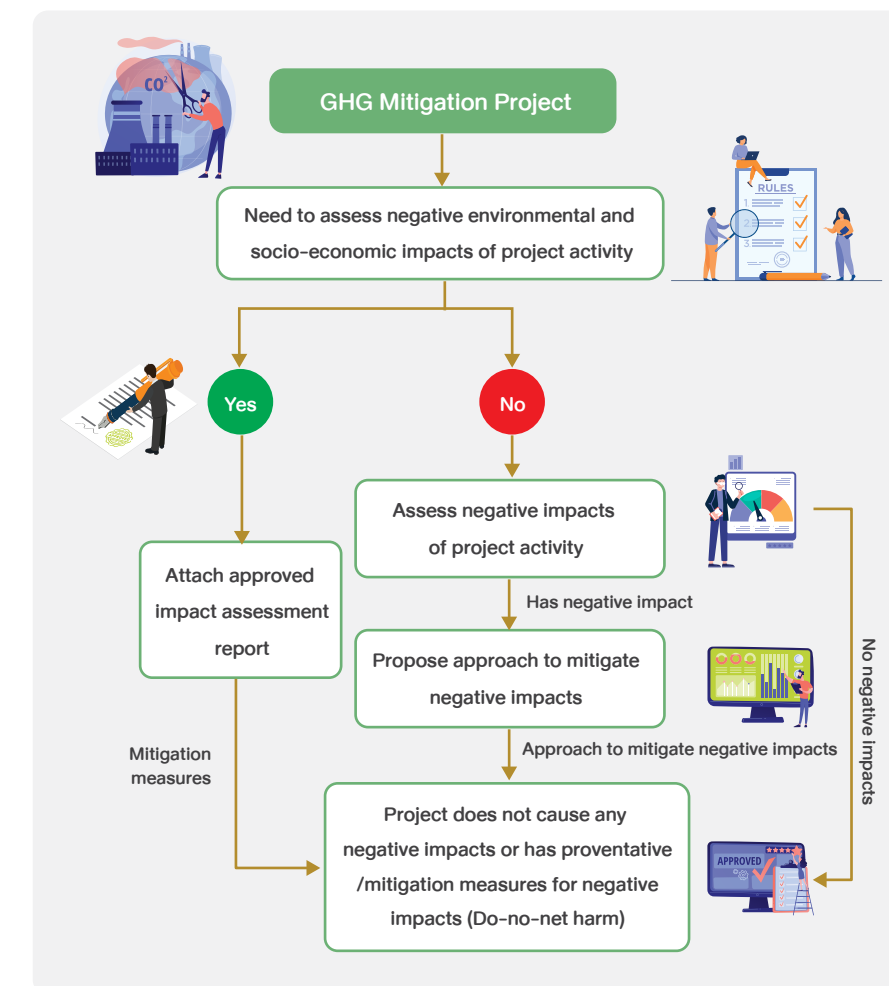 CO2
GHG Mitigation Project
RULES
1.
2.
3.
Need to assess negative environmental and
socio-economic impacts of project activity
Yes
No
Assess negative impacts
of project activity
Attach approved
impact assessment
report
Has negative impact
Propose approach to mitigate
negative impacts
No negative impacts
Mitigation
measures
Approach to mitigate negative impacts
Project does not cause any
negative impacts or has proventative
/mitigation measures for negative
impacts (Do-no-net harm)
APPROVED